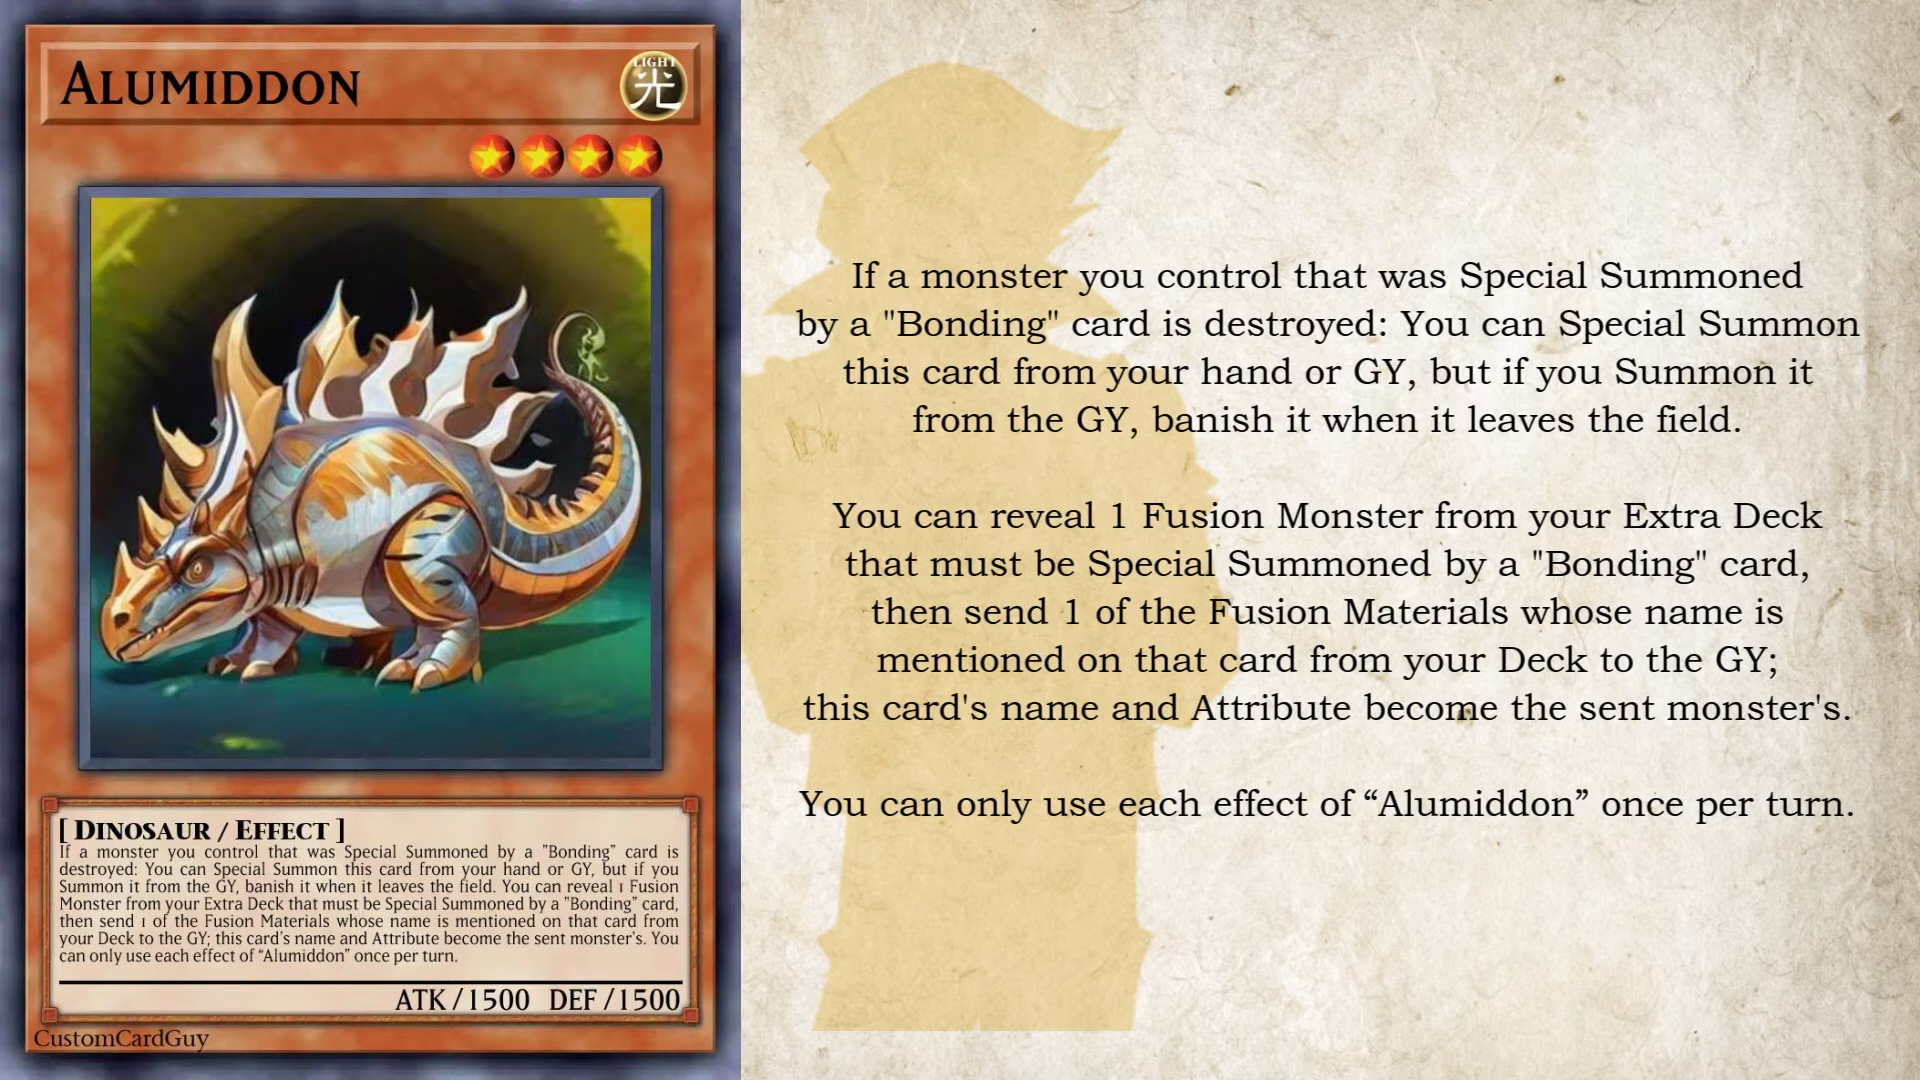 ALUMIDDON
LIGHT
光
[ DINOSAUR / EFFECT ]
If a monster you control that was Special Summoned by a "Bonding" card is
destroyed: You can Special Summon this card from your hand or GY, but if you
Summon it from the GY, banish it when it leaves the field. You can reveal 1 Fusion
Monster from your Extra Deck that must be Special Summoned by a "Bonding" card,
then send 1 of the Fusion Materials whose name is mentioned on that card from
your Deck to the GY; this card's name and Attribute become the sent monster's. You
can only use each effect of “Alumiddon” once per turn.
ATK / 1500 DEF / 1500
CustomCardGuy
If a monster you control that was Special Summoned
by a "Bonding" card is destroyed: You can Special Summon
this card from your hand or GY, but if you Summon it
from the GY, banish it when it leaves the field.
You can reveal 1 Fusion Monster from your Extra Deck
that must be Special Summoned by a "Bonding" card,
then send 1 of the Fusion Materials whose name is
mentioned on that card from your Deck to the GY;
this card's name and Attribute become the sent monster's.
You can only use each effect of “Alumiddon” once per turn.